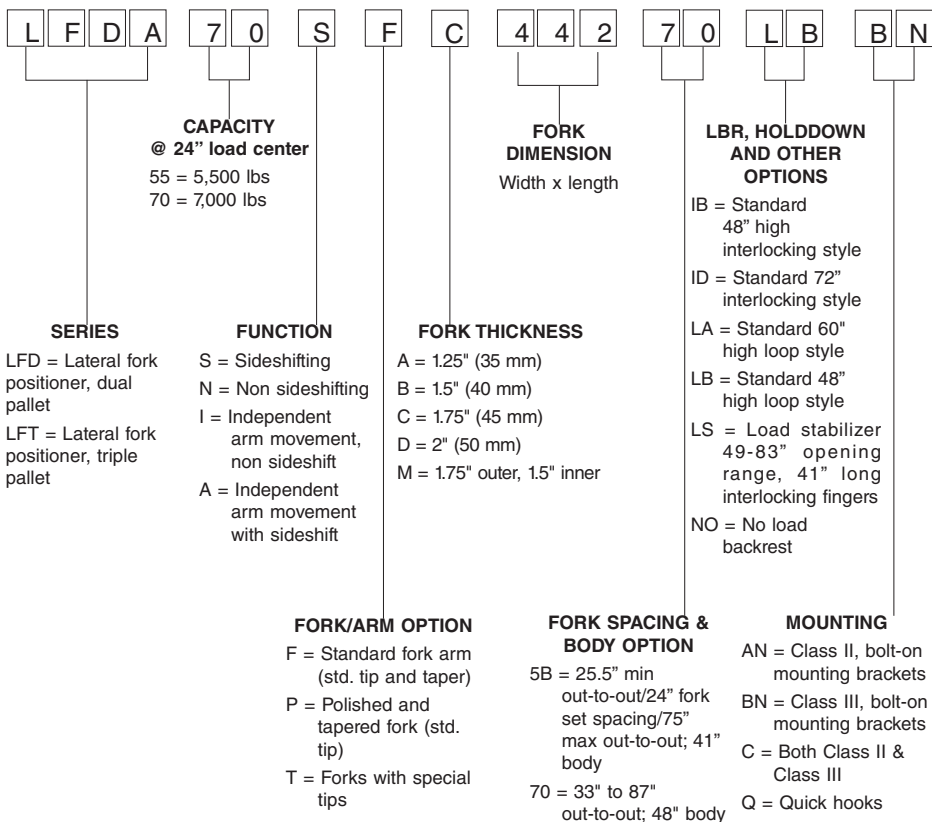 L F D A 7 0 S F C 4 4 2 7 0 L B B N
CAPACITY
@ 24” load center
55 = 5,500 lbs
70 = 7,000 lbs
FORK
DIMENSION
Width x length
LBR, HOLDDOWN
AND OTHER
OPTIONS
IB = Standard
48” high
interlocking style
ID = Standard 72”
interlocking style
LA = Standard 60"
high loop style
LB = Standard 48”
high loop style
LS = Load stabilizer
49-83” opening
range, 41” long
interlocking fingers
NO = No load
backrest
SERIES
LFD = Lateral fork
positioner, dual
pallet
LFT = Lateral fork
positioner, triple
pallet
FUNCTION
S = Sideshifting
N = Non sideshifting
I = Independent
arm movement,
non sideshift
A = Independent
arm movement
with sideshift
FORK THICKNESS
A = 1.25" (35 mm)
B = 1.5" (40 mm)
C = 1.75" (45 mm)
D = 2" (50 mm)
M = 1.75" outer, 1.5" inner
FORK/ARM OPTION
F = Standard fork arm
(std. tip and taper)
P = Polished and
tapered fork (std.
tip)
T = Forks with special
tips
FORK SPACING &
BODY OPTION
5B = 25.5” min
out-to-out/24” fork
set spacing/75”
max out-to-out; 41”
body
70 = 33" to 87"
out-to-out; 48" body
MOUNTING
AN = Class II, bolt-on
mounting brackets
BN = Class III, bolt-on
mounting brackets
C = Both Class II &
Class III
Q = Quick hooks